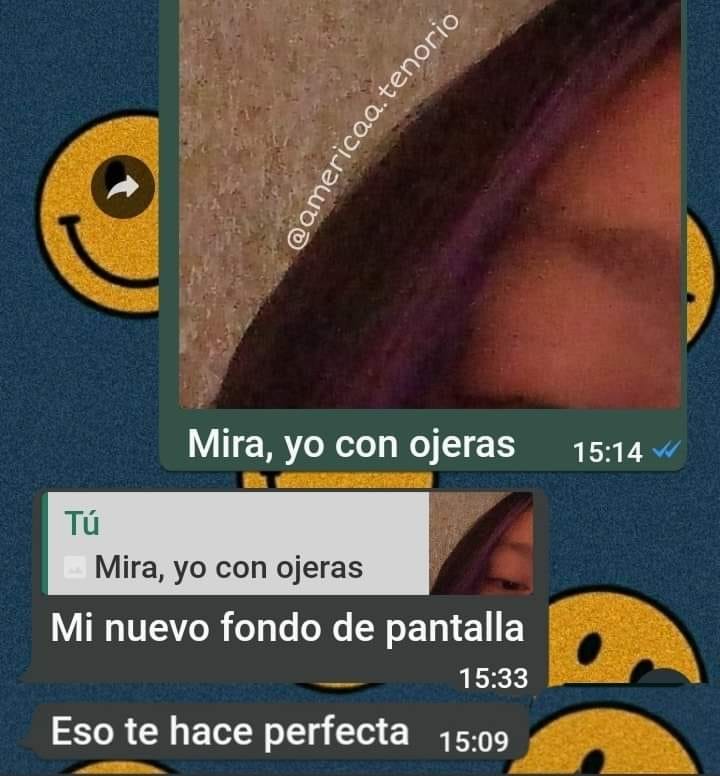 @americaa.tenorio
Mira, yo con ojeras 15:14
Tú
Mira, yo con ojeras
Mi nuevo fondo de pantalla
15:33
Eso te hace perfecta 15:09